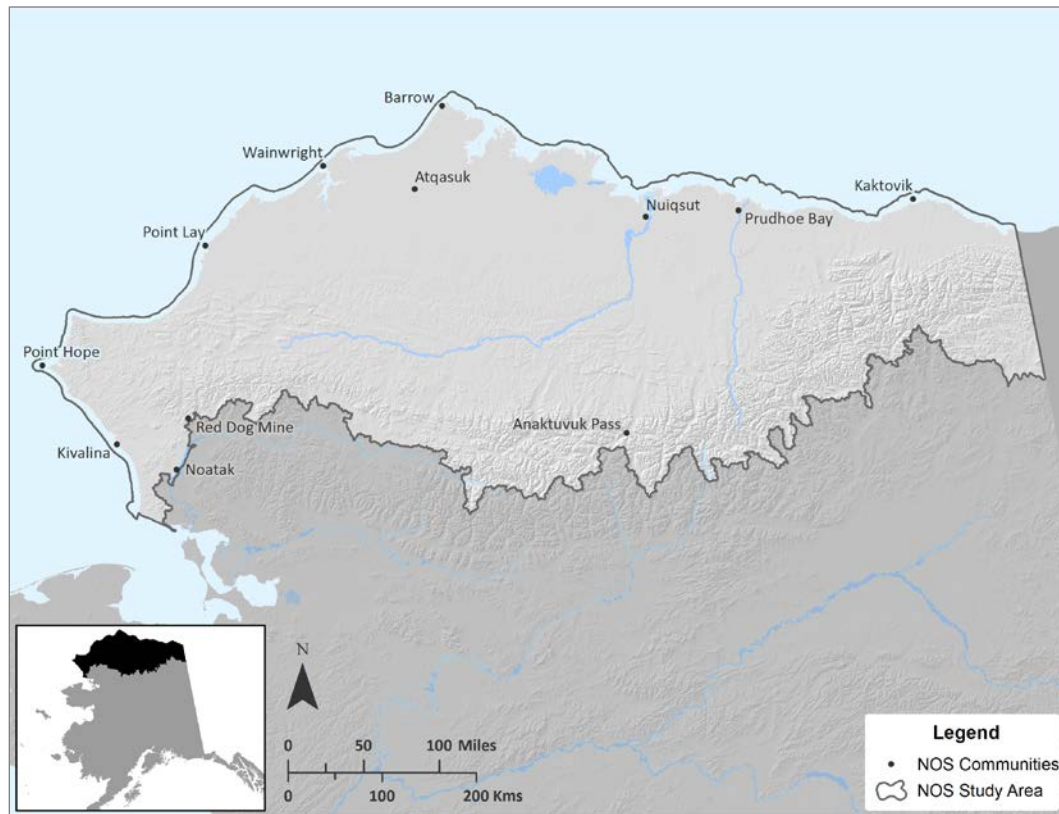 Barrow
Wainwright
Atqasuk
Kaktovik
Nuiqsut
Prudhoe Bay
Point Lay
Point Hope
Red Dog Mine
Anaktuvuk Pass
Kivalina
Noatak
N
0 50 100 Miles
0 100 200 Kms
Legend
NOS Communities
NOS Study Area